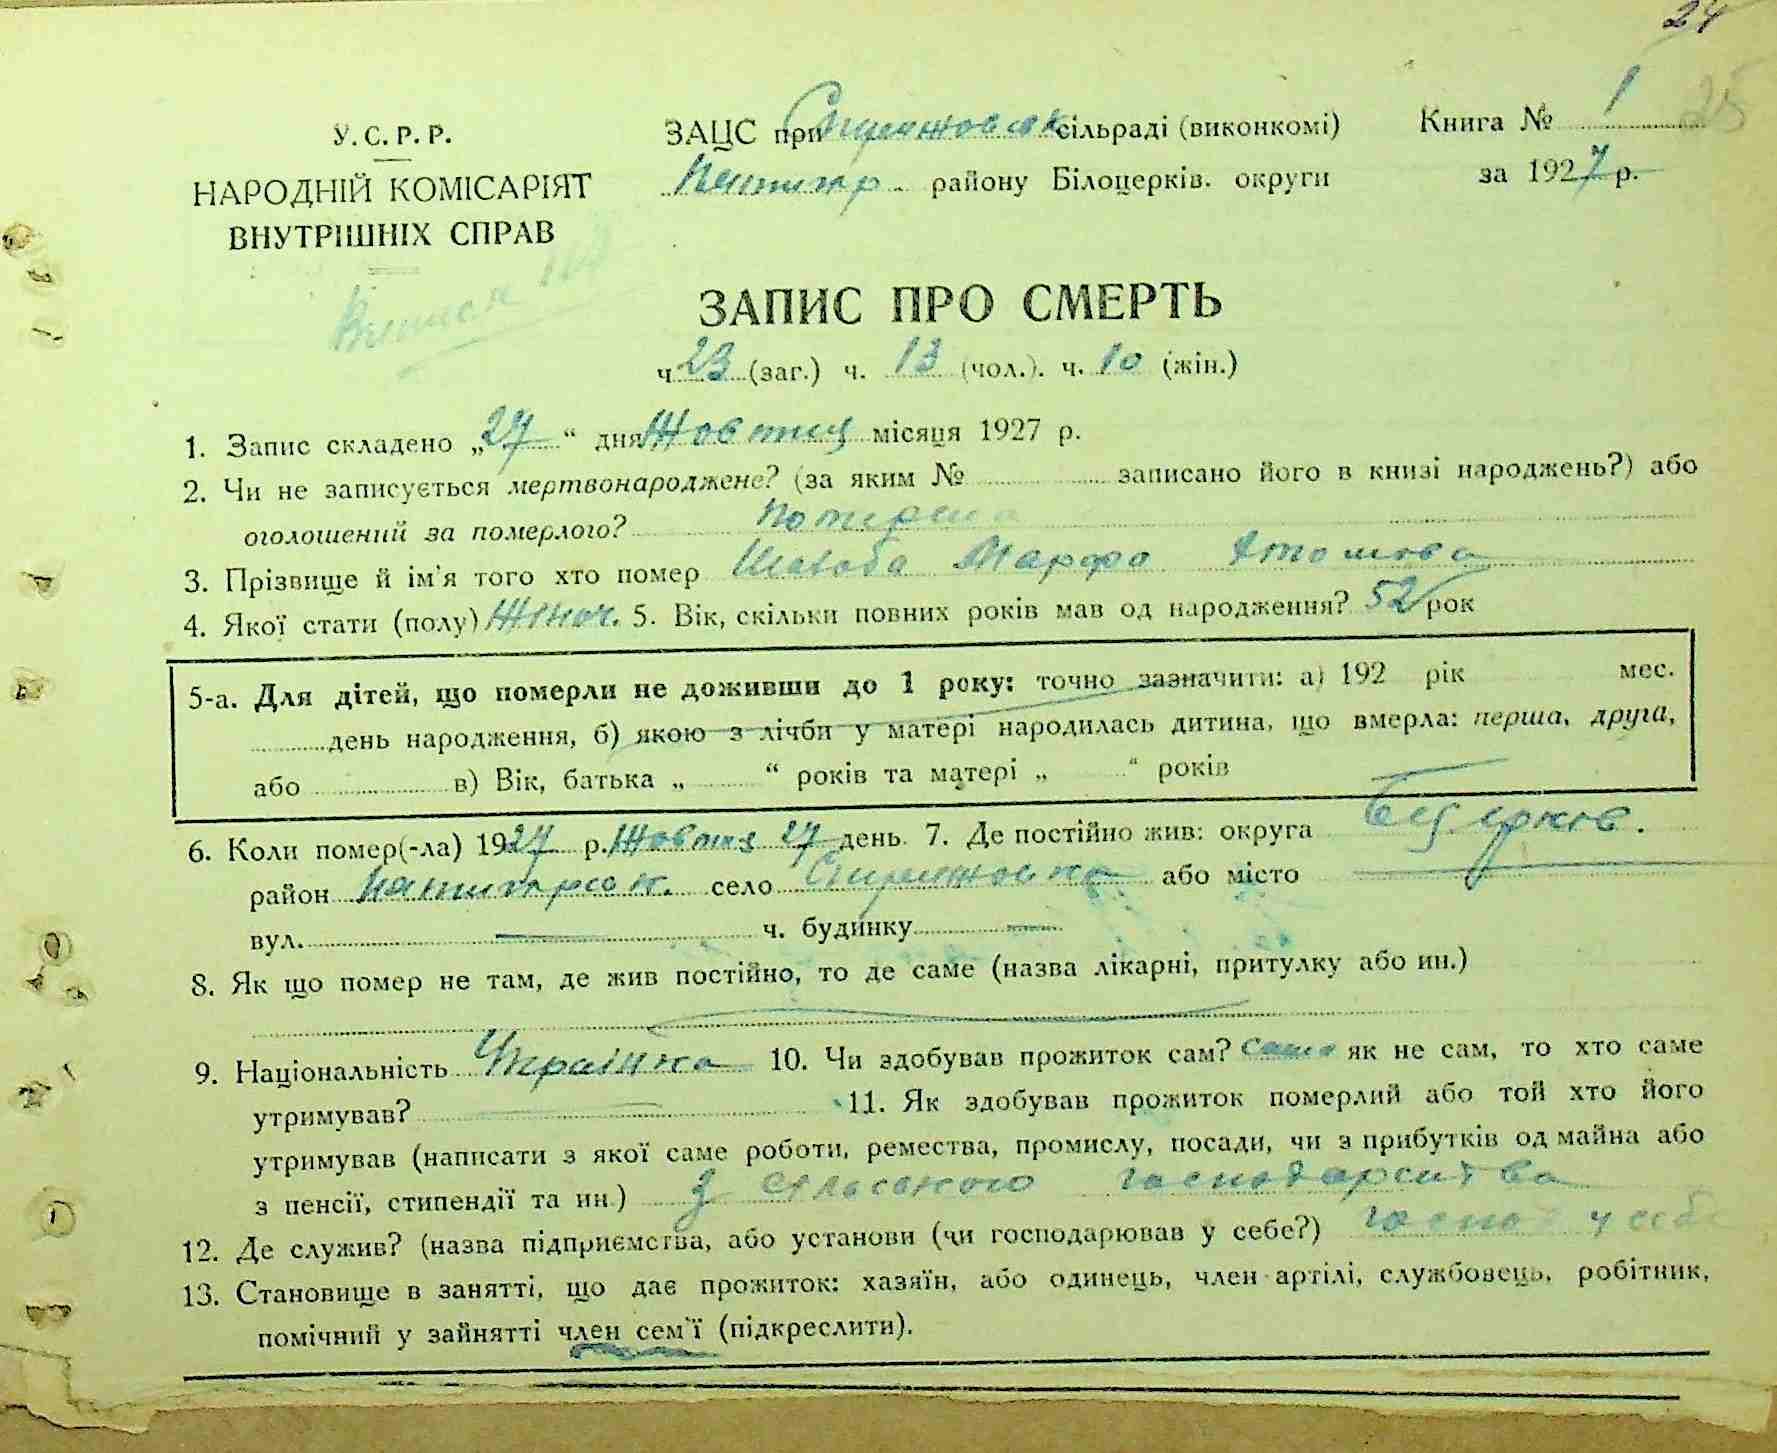 24
25
У.С.Р.Р.
НАРОДНІЙ КОМІСАРІЯТ
ВНУТРІШНІХ СПРАВ
ЗАЦС при сільраді (виконкомі)
району Білоцерків. округи
Книга № 1
за 1927 р.
ЗАПИС ПРО СМЕРТЬ
ч 23 (заг.) ч. 13 (чол.). ч. 10 (жін.)
1. Запис складено „27“ дня Жовтня місяця 1927 р.
2. Чи не записується мертвонароджене? (за яким № записано його в книзі народжень?) або
оголошений за померлого? померла
3. Прізвище й ім'я того хто помер Марфа
4. Якої стати (полу) Жіноч. 5. Вік, скільки повних років мав од народження? 52 рок
5-а. Для дітей, що померли не доживши до 1 року: точно зазначити: а) 192 рік мес.
день народження, б) якою з лічби у матері народилась дитина, що вмерла: перша, друга,
або в) Вік, батька „ “ років та матері „ “ років
6. Коли помер(-ла) 1927 р. Жовтня 27 день. 7. Де постійно жив: округа Бцерків.
район село або місто
вул. — ч. будинку —
8. Як що помер не там, де жив постійно, то де саме (назва лікарні, притулку або ин.)
9. Національність Українка 10. Чи здобував прожиток сам? сама як не сам, то хто саме
утримував? — 11. Як здобував прожиток померлий або той хто його
утримував (написати з якої саме роботи, ремества, промислу, посади, чи з прибутків од майна або
з пенсії, стипендії та ин.) з сільського господарства
12. Де служив? (назва підприємства, або установи (чи господарював у себе?) госпо у себе
13. Становище в занятті, що дає прожиток: хазяїн, або одинець, член артілі, службовець, робітник,
помічний у зайнятті член сем'ї (підкреслити).